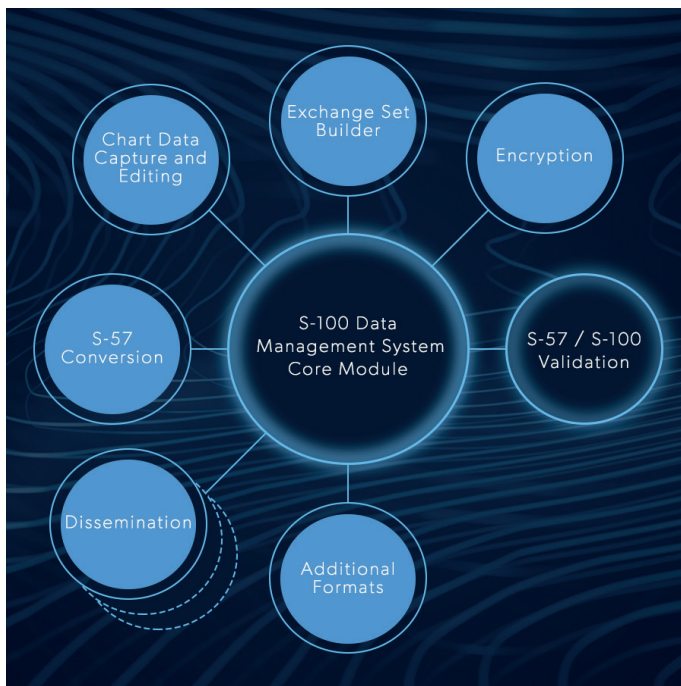 Exchange Set
Builder
Chart Data
Capture and
Editing
Encryption
S-57
Conversion
S-100 Data
Management System
Core Module
S-57 / S-100
Validation
Dissemination
Additional
Formats